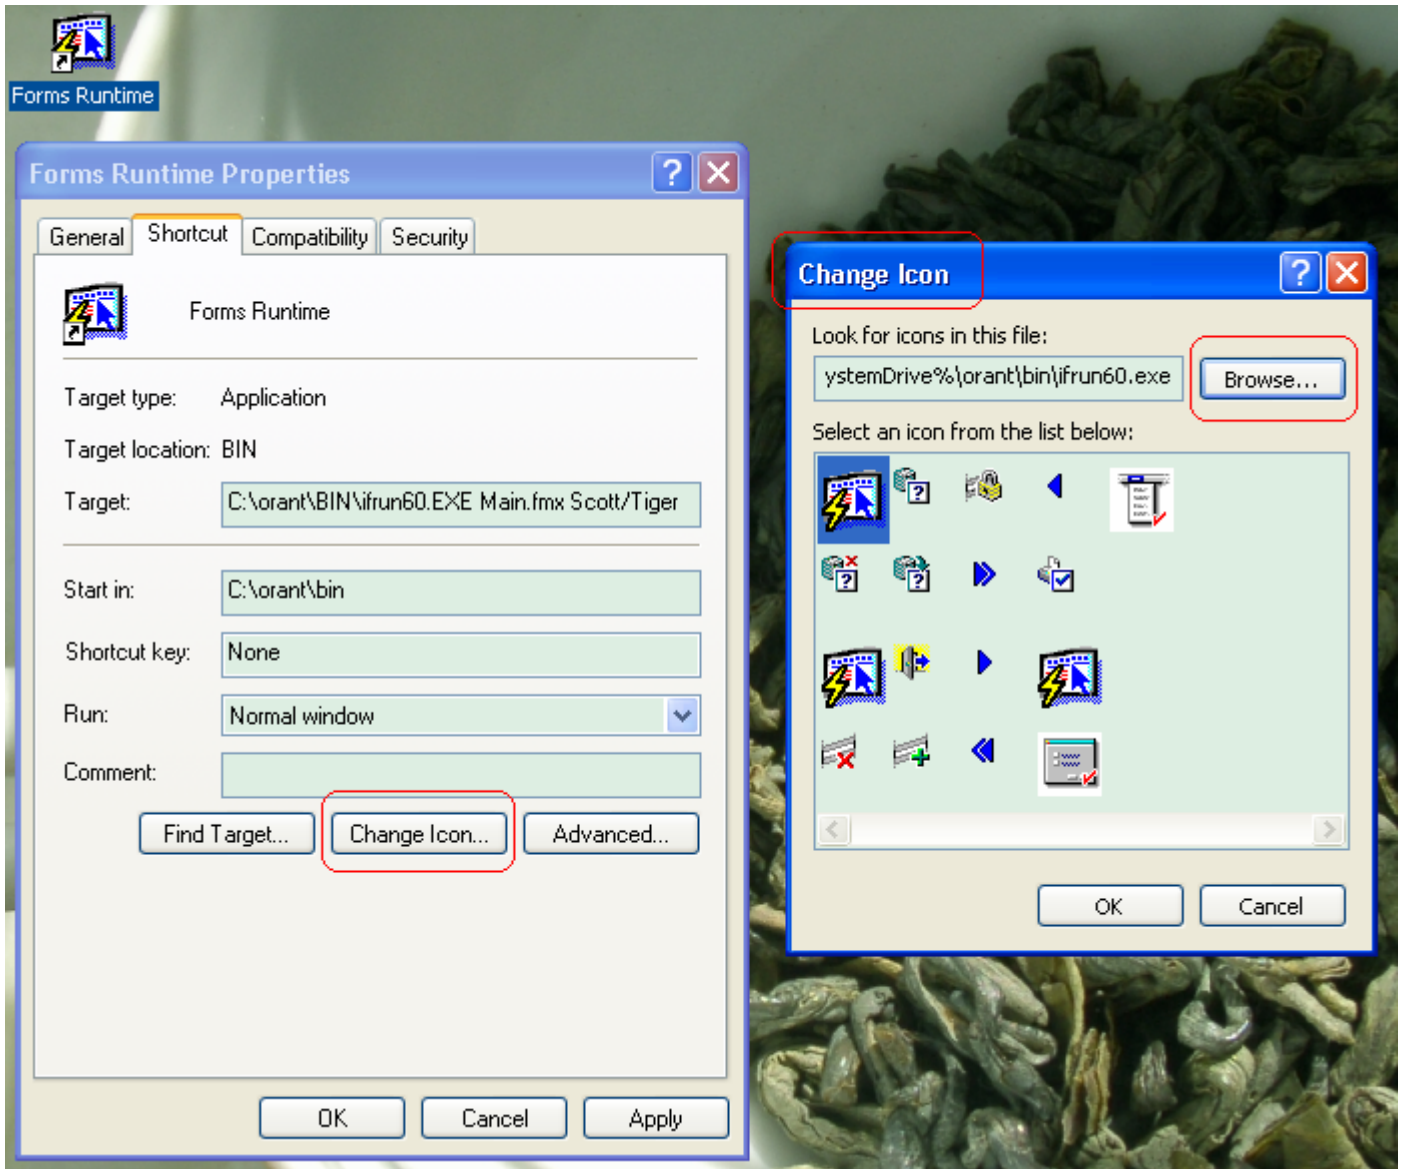 Forms Runtime
Forms Runtime Properties
General Shortcut Compatibility Security
Forms Runtime
Target type: Application
Target location: BIN
Target: C:\orant\BIN\ifrun60.EXE Main.fmx Scott/Tiger
Start in: C:\orant\bin
Shortcut key: None
Run: Normal window
Comment:
Find Target... Change Icon... Advanced...
OK Cancel Apply
Change Icon
Look for icons in this file:
ystemDrive%\orant\bin\ifrun60.exe Browse...
Select an icon from the list below:
OK Cancel